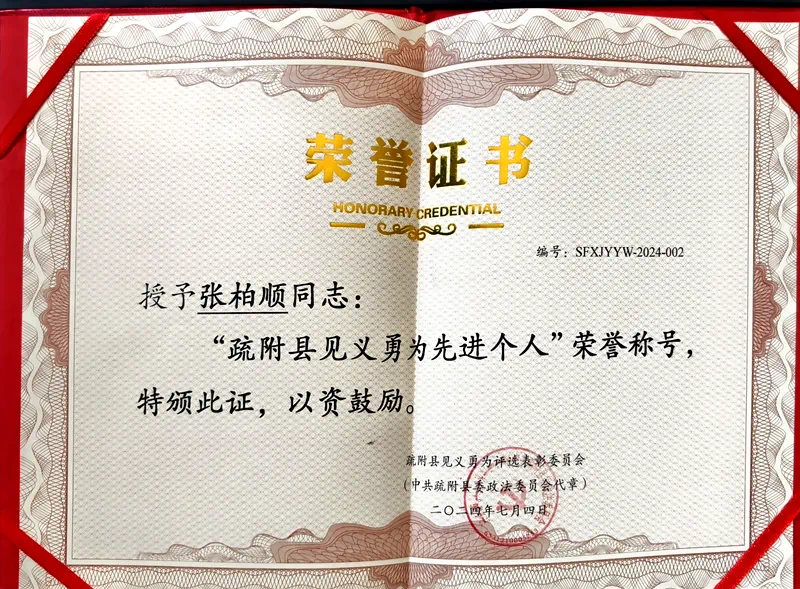 荣誉证书
HONORARY CREDENTIAL
编号：SFXJYYW-2024-002
授予张柏顺同志：
“疏附县见义勇为先进个人”荣誉称号，
特颁此证，以资鼓励。
疏附县见义勇为评选表彰委员会
（中共疏附县委政法委员会代章）
二〇二四年七月四日